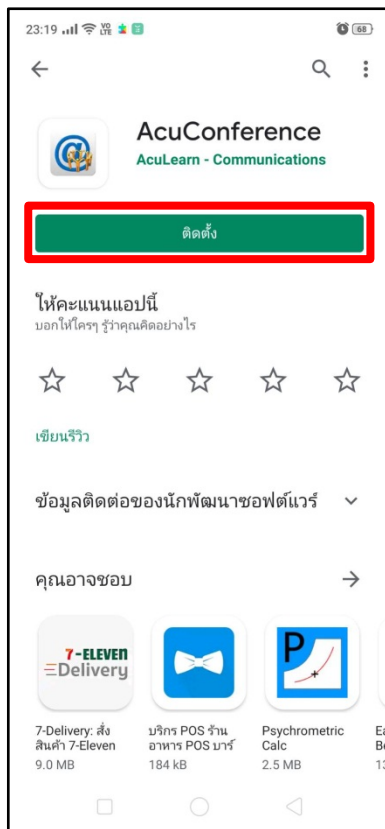 23:19 VO LTE 68
AcuConference
AcuLearn - Communications
ติดตั้ง
ให้คะแนนแอปนี้
บอกให้ใครๆ รู้ว่าคุณคิดอย่างไร
เขียนรีวิว
ข้อมูลติดต่อของนักพัฒนาซอฟต์แวร์
คุณอาจชอบ
7-ELEVEN
Delivery
P
7-Delivery: สั่ง
สินค้า 7-Eleven
9.0 MB
บริกร POS ร้าน
อาหาร POS บาร์
184 kB
Psychrometric
Calc
2.5 MB